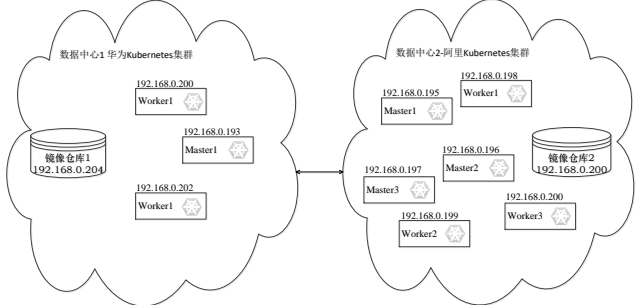 数据中心1 华为Kubernetes集群
192.168.0.200
Worker1
192.168.0.193
Master1
镜像仓库1
192.168.0.204
192.168.0.202
Worker1
数据中心2-阿里Kubernetes集群
192.168.0.198
Worker1
192.168.0.195
Master1
192.168.0.196
Master2
镜像仓库2
192.168.0.200
192.168.0.197
Master3
192.168.0.200
Worker3
192.168.0.199
Worker2